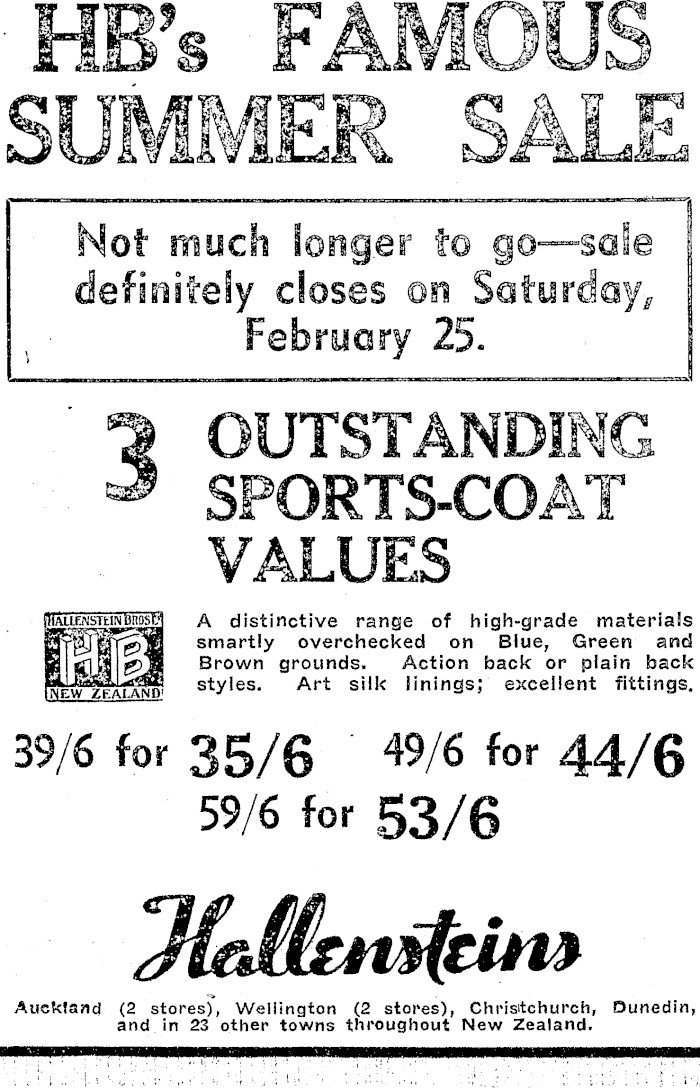 HB's FAMOUS
SUMMER SALE
Not much longer to go—sale
definitely closes on Saturday,
February 25.
3 OUTSTANDING
SPORTS-COAT
VALUES
HALLENSTEIN BROS LTD
HB
NEW ZEALAND
A distinctive range of high-grade materials
smartly overchecked on Blue, Green and
Brown grounds. Action back or plain back
styles. Art silk linings; excellent fittings.
39/6 for 35/6 49/6 for 44/6
59/6 for 53/6
Hallensteins
Auckland (2 stores), Wellington (2 stores), Christchurch, Dunedin,
and in 23 other towns throughout New Zealand.